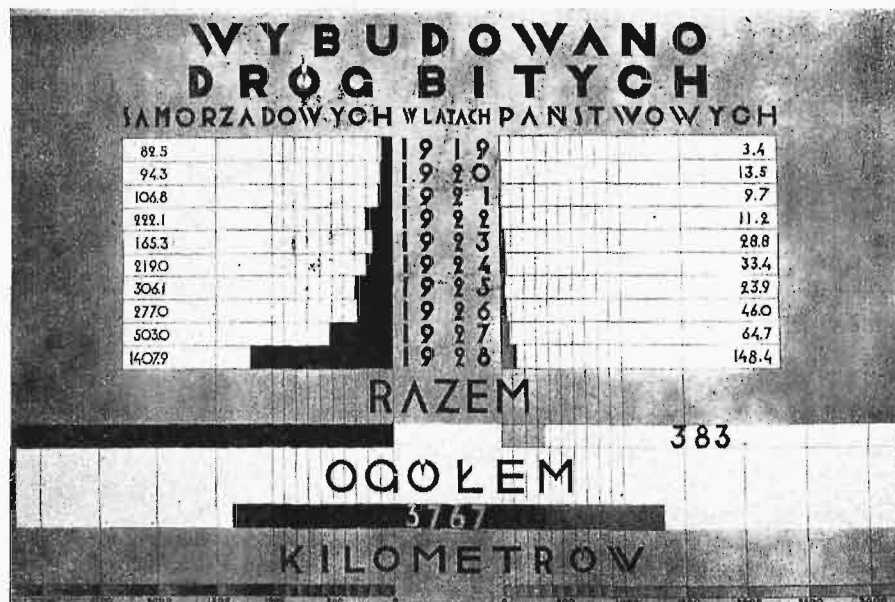 WYBUDOWANO
DRÓG BITYCH
SAMORZADOWYCH W LATACH PAŃSTWOWYCH
82.5 1919 3.4
94.3 1920 13.5
106.8 1921 9.7
222.1 1922 11.2
165.3 1923 28.8
219.0 1924 33.4
306.1 1925 23.9
277.0 1926 46.0
503.0 1927 64.7
1407.9 1928 148.4
RAZEM
383
OGÓŁEM
3767
KILOMETRÓW